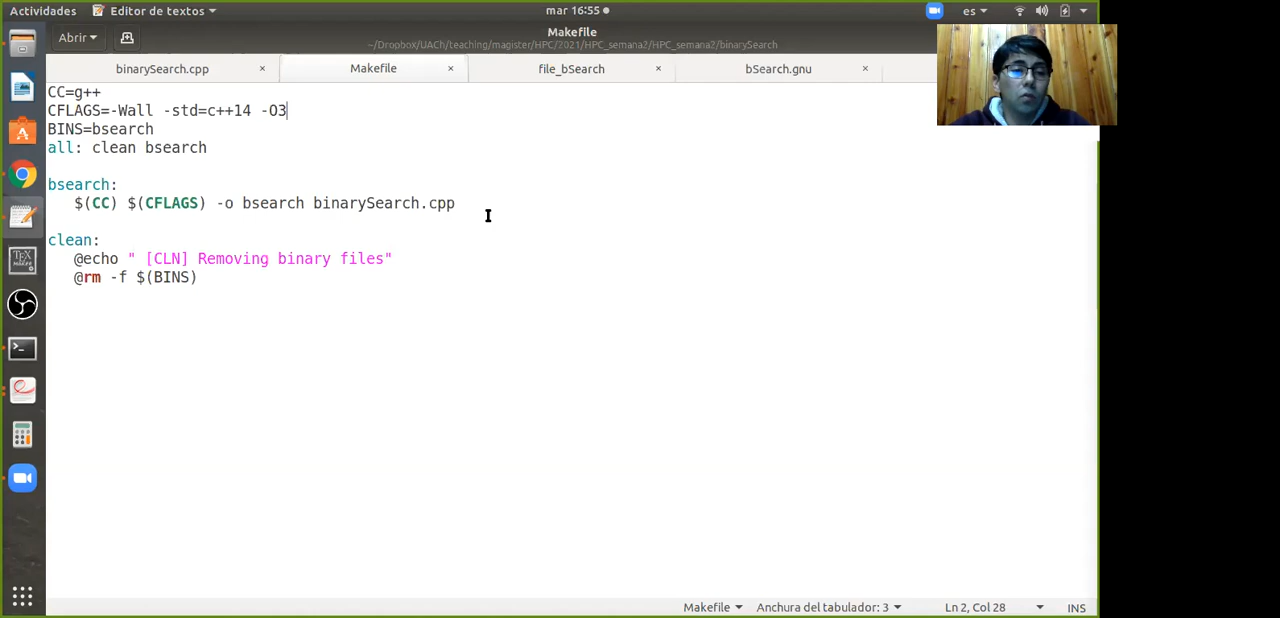 Actividades
Editor de textos
mar 16:55
es
Abrir
Makefile
~/Dropbox/UACh/teaching/magister/HPC/2021/HPC_semana2/HPC_semana2/binarySearch
binarySearch.cpp
Makefile
file_bSearch
bSearch.gnu
CC=g++
CFLAGS=-Wall -std=c++14 -O3
BINS=bsearch
all: clean bsearch
bsearch:
$(CC) $(CFLAGS) -o bsearch binarySearch.cpp
clean:
@echo " [CLN] Removing binary files"
@rm -f $(BINS)
Makefile
Anchura del tabulador: 3
Ln 2, Col 28
INS